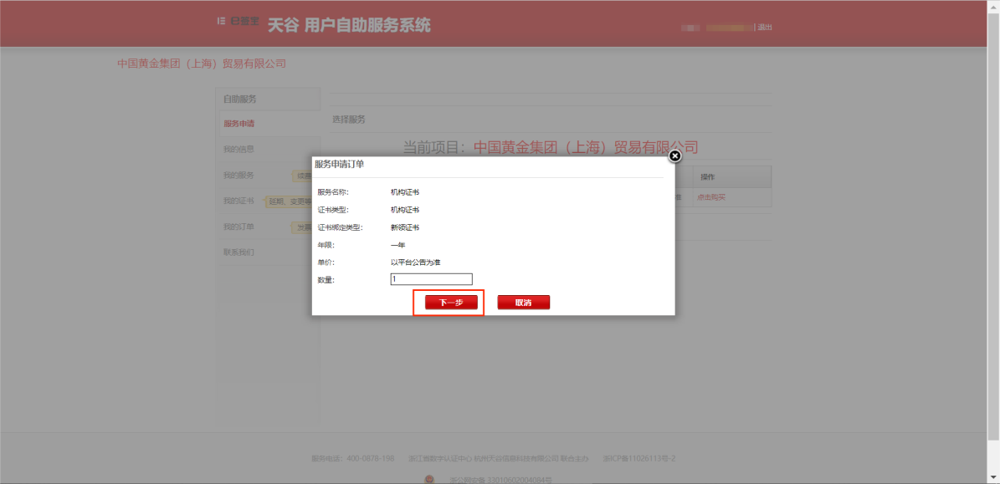 天谷 用户自助服务系统
退出
中国黄金集团（上海）贸易有限公司
自助服务
服务申请
我的信息
我的服务
我的证书
延期、变更等
我的订单
联系我们
选择服务
当前项目：中国黄金集团（上海）贸易有限公司
操作
准
点击购买
服务申请订单
服务名称： 机构证书
证书类型： 机构证书
证书绑定类型： 新领证书
年限： 一年
单价： 以平台公告为准
数量： 1
下一步 取消
服务电话：400-0878-198 浙江省数字认证中心 杭州天谷信息科技有限公司 联合主办 浙ICP备11026113号-2
浙公网安备 33010602004084号